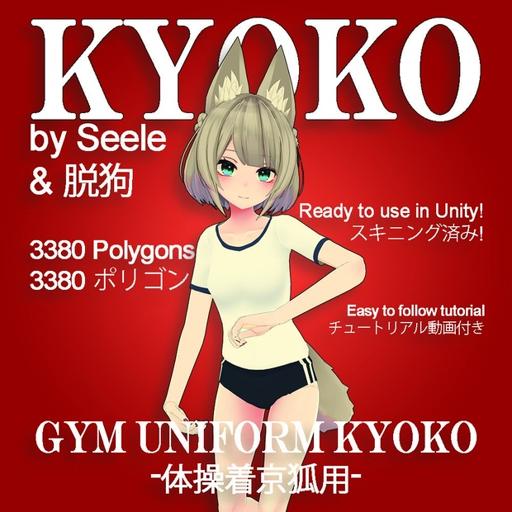 KYOKO
by Seele
& 脱狗
Ready to use in Unity!
スキニング済み!
3380 Polygons
3380 ポリゴン
Easy to follow tutorial
チュートリアル動画付き
GYM UNIFORM KYOKO
-体操着京狐用-